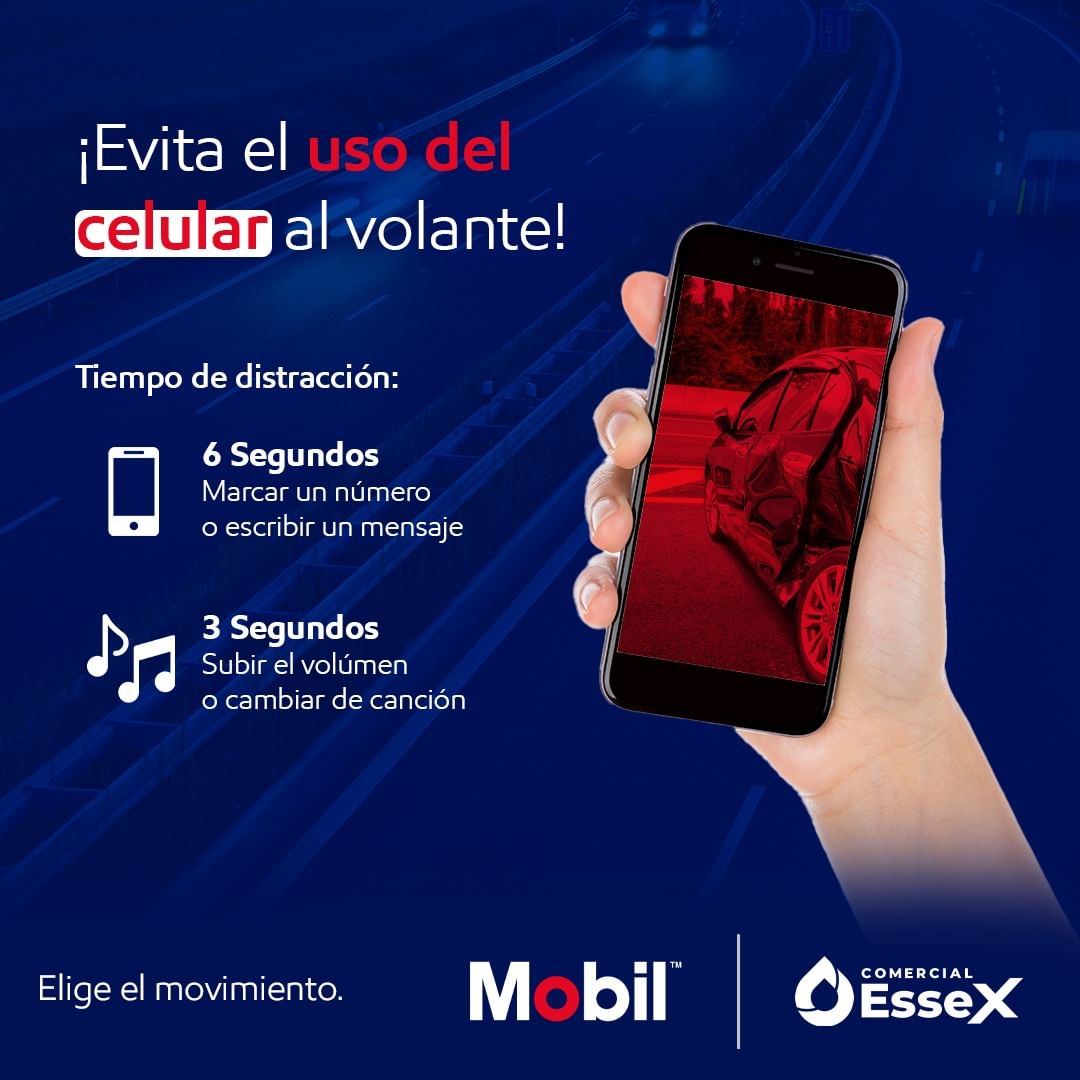 ¡Evita el uso del
celular al volante!
Tiempo de distracción:
6 Segundos
Marcar un número
o escribir un mensaje
3 Segundos
Subir el volúmen
o cambiar de canción
Elige el movimiento.
Mobil™
COMERCIAL
EsseX